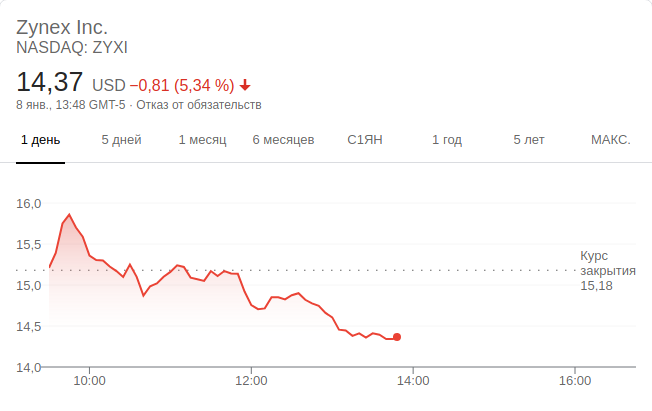 Zynex Inc.
NASDAQ: ZYXI
14,37 USD −0,81 (5,34 %)
8 янв., 13:48 GMT-5 · Отказ от обязательств
1 день 5 дней 1 месяц 6 месяцев С1ЯН 1 год 5 лет МАКС.
16,0
15,5
Курс
закрытия
15,18
15,0
14,5
14,0
10:00 12:00 14:00 16:00